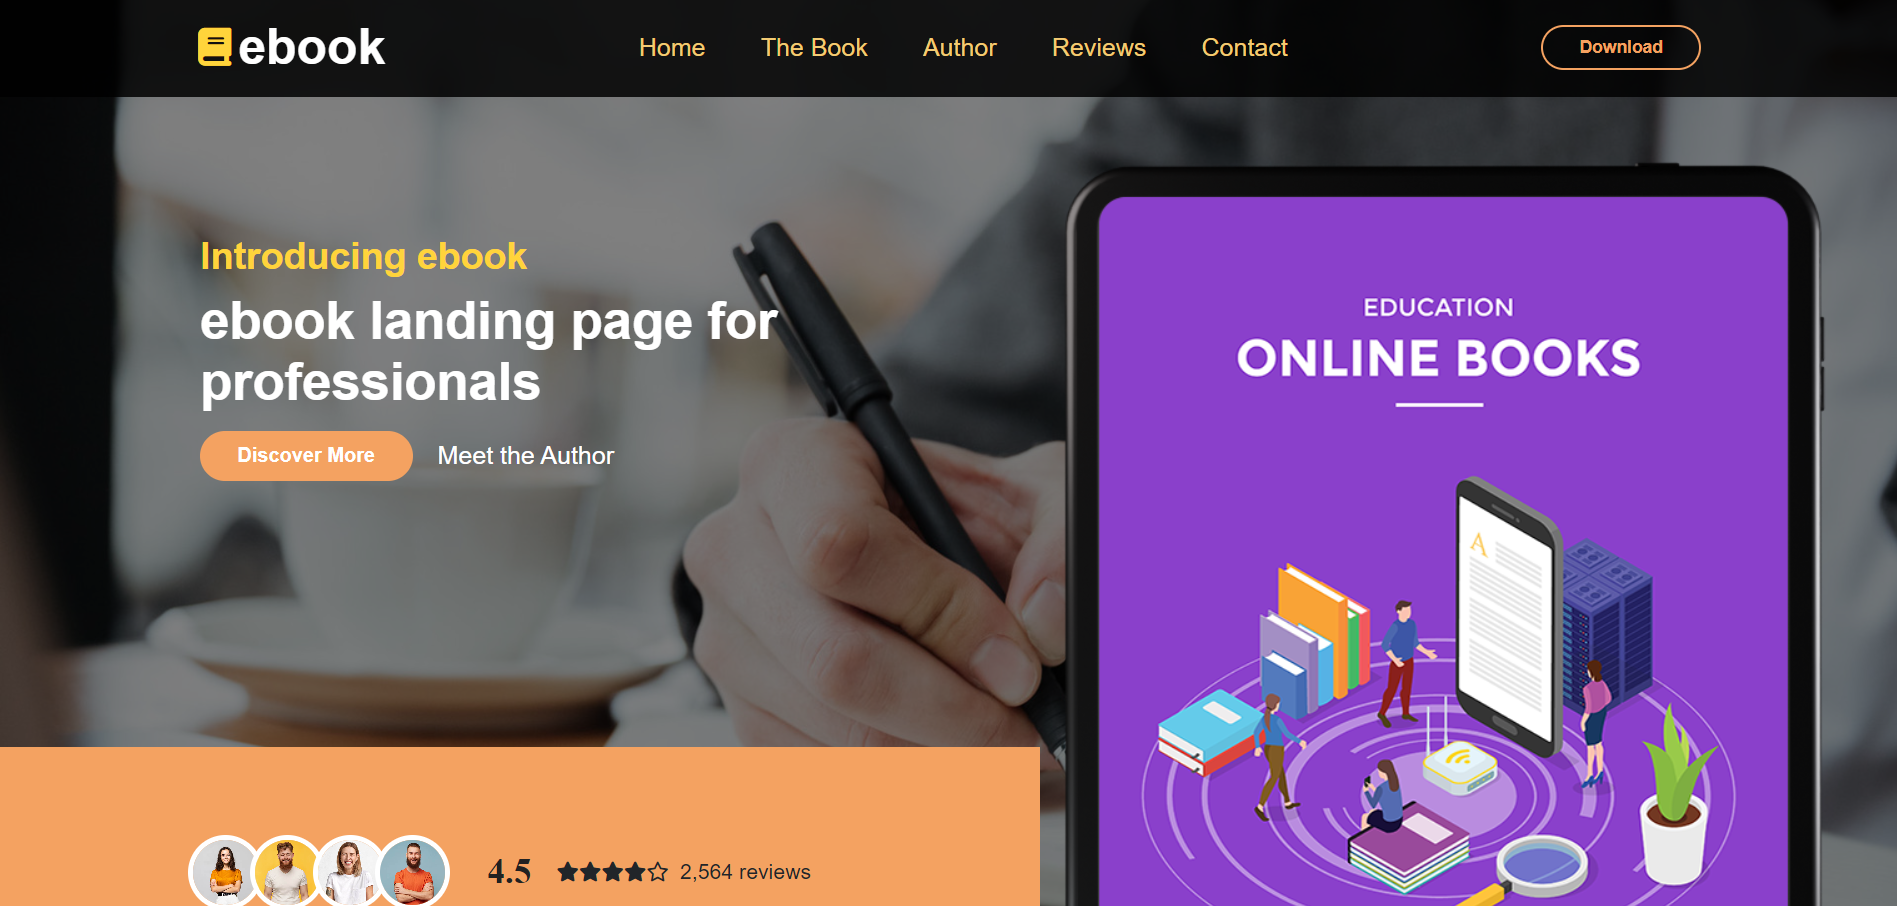 ebook
Home
The Book
Author
Reviews
Contact
Download
Introducing ebook
ebook landing page for
professionals
Discover More
Meet the Author
EDUCATION
ONLINE BOOKS
A
4.5
2,564 reviews